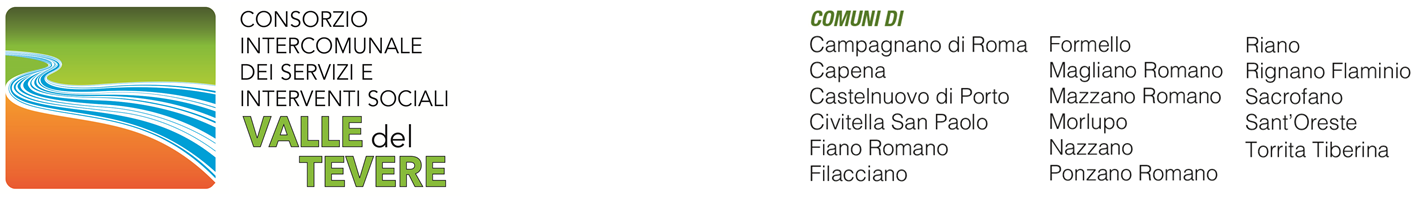 CONSORZIO
INTERCOMUNALE
DEI SERVIZI E
INTERVENTI SOCIALI
VALLE del
TEVERE
COMUNI DI
Campagnano di Roma
Capena
Castelnuovo di Porto
Civitella San Paolo
Fiano Romano
Filacciano
Formello
Magliano Romano
Mazzano Romano
Morlupo
Nazzano
Ponzano Romano
Riano
Rignano Flaminio
Sacrofano
Sant'Oreste
Torrita Tiberina